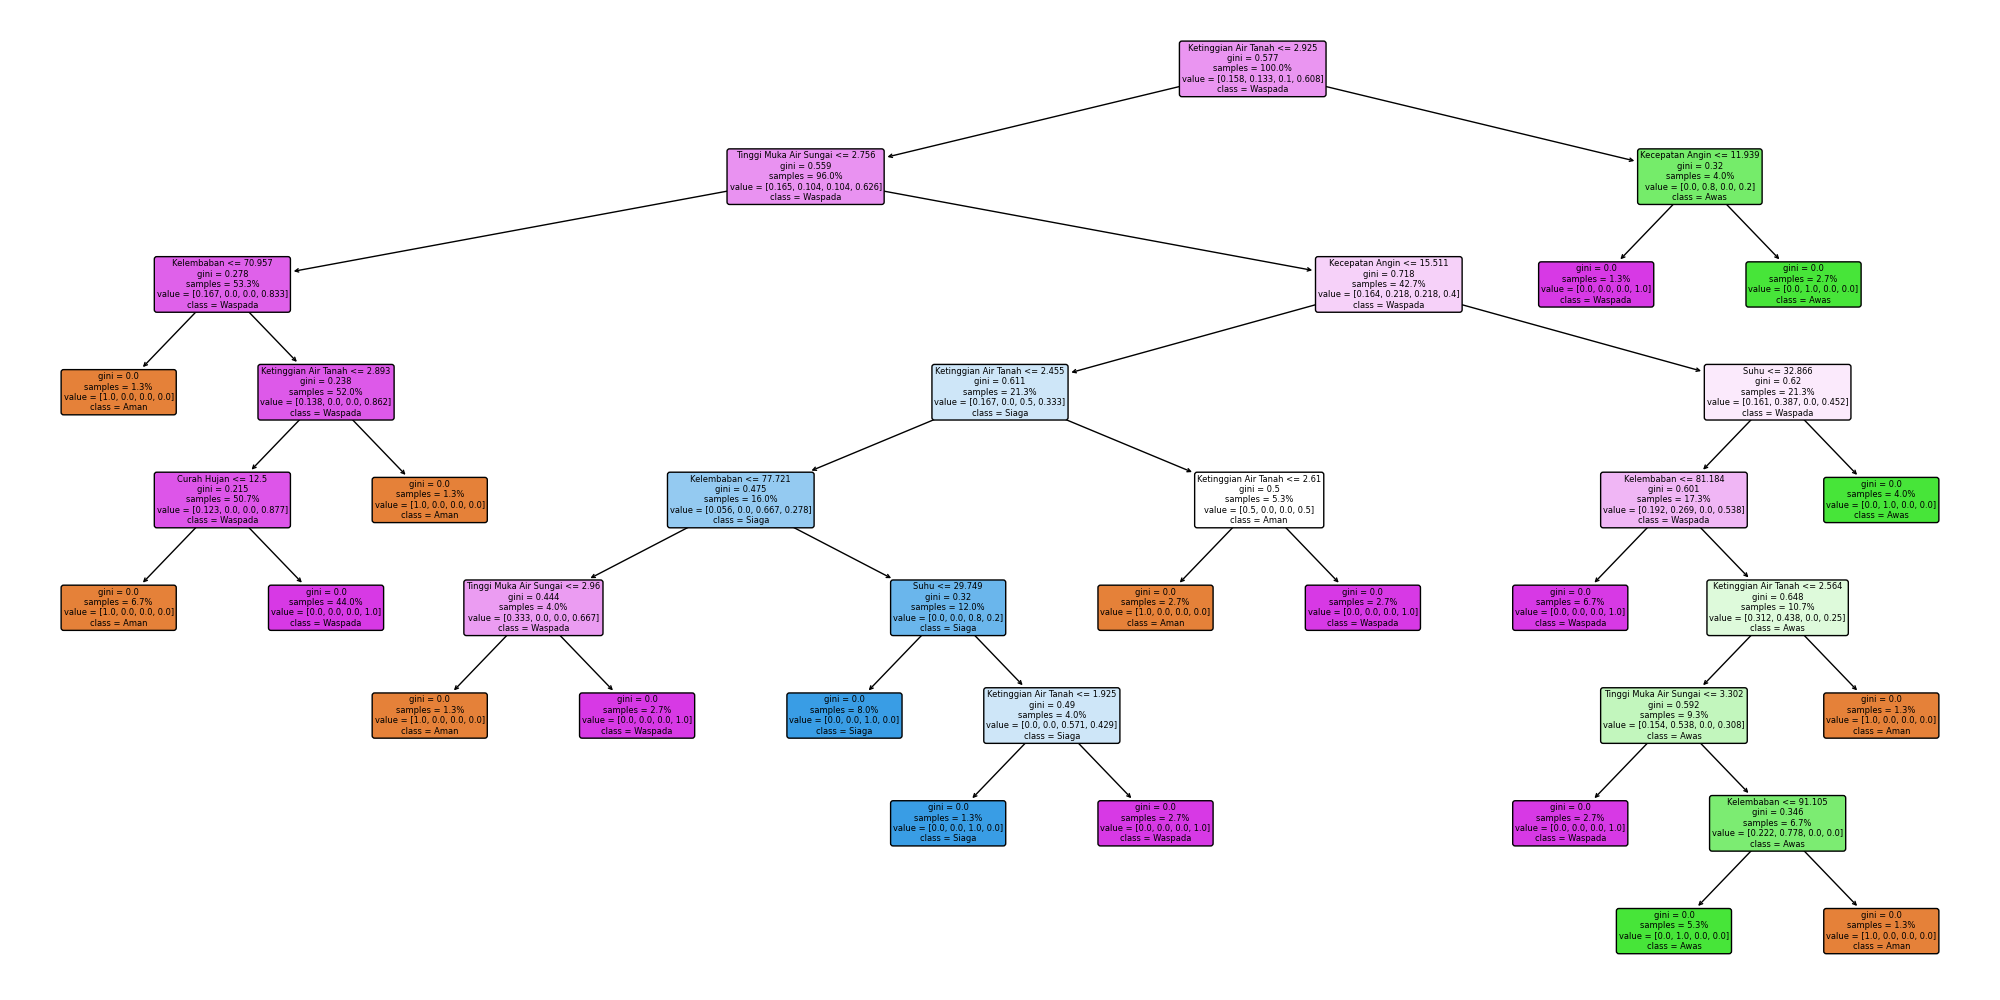 Ketinggian Air Tanah <= 2.925
gini = 0.577
samples = 100.0%
value = [0.158, 0.133, 0.1, 0.608]
class = Waspada
Tinggi Muka Air Sungai <= 2.756
gini = 0.559
samples = 96.0%
value = [0.165, 0.104, 0.104, 0.626]
class = Waspada
Kecepatan Angin <= 11.939
gini = 0.32
samples = 4.0%
value = [0.0, 0.8, 0.0, 0.2]
class = Awas
Kelembaban <= 70.957
gini = 0.278
samples = 53.3%
value = [0.167, 0.0, 0.0, 0.833]
class = Waspada
Kecepatan Angin <= 15.511
gini = 0.718
samples = 42.7%
value = [0.164, 0.218, 0.218, 0.4]
class = Waspada
gini = 0.0
samples = 1.3%
value = [0.0, 0.0, 0.0, 1.0]
class = Waspada
gini = 0.0
samples = 2.7%
value = [0.0, 1.0, 0.0, 0.0]
class = Awas
gini = 0.0
samples = 1.3%
value = [1.0, 0.0, 0.0, 0.0]
class = Aman
Ketinggian Air Tanah <= 2.893
gini = 0.238
samples = 52.0%
value = [0.138, 0.0, 0.0, 0.862]
class = Waspada
Ketinggian Air Tanah <= 2.455
gini = 0.611
samples = 21.3%
value = [0.167, 0.0, 0.5, 0.333]
class = Siaga
Suhu <= 32.866
gini = 0.62
samples = 21.3%
value = [0.161, 0.387, 0.0, 0.452]
class = Waspada
Curah Hujan <= 12.5
gini = 0.215
samples = 50.7%
value = [0.123, 0.0, 0.0, 0.877]
class = Waspada
gini = 0.0
samples = 1.3%
value = [1.0, 0.0, 0.0, 0.0]
class = Aman
Kelembaban <= 77.721
gini = 0.475
samples = 16.0%
value = [0.056, 0.0, 0.667, 0.278]
class = Siaga
Ketinggian Air Tanah <= 2.61
gini = 0.5
samples = 5.3%
value = [0.5, 0.0, 0.0, 0.5]
class = Aman
Kelembaban <= 81.184
gini = 0.601
samples = 17.3%
value = [0.192, 0.269, 0.0, 0.538]
class = Waspada
gini = 0.0
samples = 4.0%
value = [0.0, 1.0, 0.0, 0.0]
class = Awas
gini = 0.0
samples = 6.7%
value = [1.0, 0.0, 0.0, 0.0]
class = Aman
gini = 0.0
samples = 44.0%
value = [0.0, 0.0, 0.0, 1.0]
class = Waspada
Tinggi Muka Air Sungai <= 2.96
gini = 0.444
samples = 4.0%
value = [0.333, 0.0, 0.0, 0.667]
class = Waspada
Suhu <= 29.749
gini = 0.32
samples = 12.0%
value = [0.0, 0.0, 0.8, 0.2]
class = Siaga
gini = 0.0
samples = 2.7%
value = [1.0, 0.0, 0.0, 0.0]
class = Aman
gini = 0.0
samples = 2.7%
value = [0.0, 0.0, 0.0, 1.0]
class = Waspada
gini = 0.0
samples = 6.7%
value = [0.0, 0.0, 0.0, 1.0]
class = Waspada
Ketinggian Air Tanah <= 2.564
gini = 0.648
samples = 10.7%
value = [0.312, 0.438, 0.0, 0.25]
class = Awas
gini = 0.0
samples = 1.3%
value = [1.0, 0.0, 0.0, 0.0]
class = Aman
gini = 0.0
samples = 2.7%
value = [0.0, 0.0, 0.0, 1.0]
class = Waspada
gini = 0.0
samples = 8.0%
value = [0.0, 0.0, 1.0, 0.0]
class = Siaga
Ketinggian Air Tanah <= 1.925
gini = 0.49
samples = 4.0%
value = [0.0, 0.0, 0.571, 0.429]
class = Siaga
Tinggi Muka Air Sungai <= 3.302
gini = 0.592
samples = 9.3%
value = [0.154, 0.538, 0.0, 0.308]
class = Awas
gini = 0.0
samples = 1.3%
value = [1.0, 0.0, 0.0, 0.0]
class = Aman
gini = 0.0
samples = 1.3%
value = [0.0, 0.0, 1.0, 0.0]
class = Siaga
gini = 0.0
samples = 2.7%
value = [0.0, 0.0, 0.0, 1.0]
class = Waspada
gini = 0.0
samples = 2.7%
value = [0.0, 0.0, 0.0, 1.0]
class = Waspada
Kelembaban <= 91.105
gini = 0.346
samples = 6.7%
value = [0.222, 0.778, 0.0, 0.0]
class = Awas
gini = 0.0
samples = 5.3%
value = [0.0, 1.0, 0.0, 0.0]
class = Awas
gini = 0.0
samples = 1.3%
value = [1.0, 0.0, 0.0, 0.0]
class = Aman